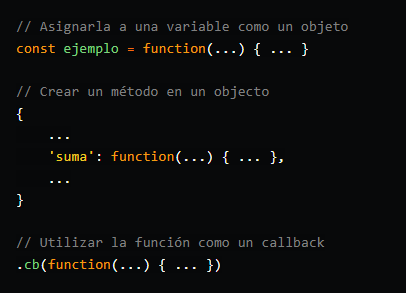 // Asignarla a una variable como un objeto
const ejemplo = function(...) { ... }
// Crear un método en un objecto
{
...
'suma': function(...) { ... },
...
}
// Utilizar la función como un callback
.cb(function(...) { ... })